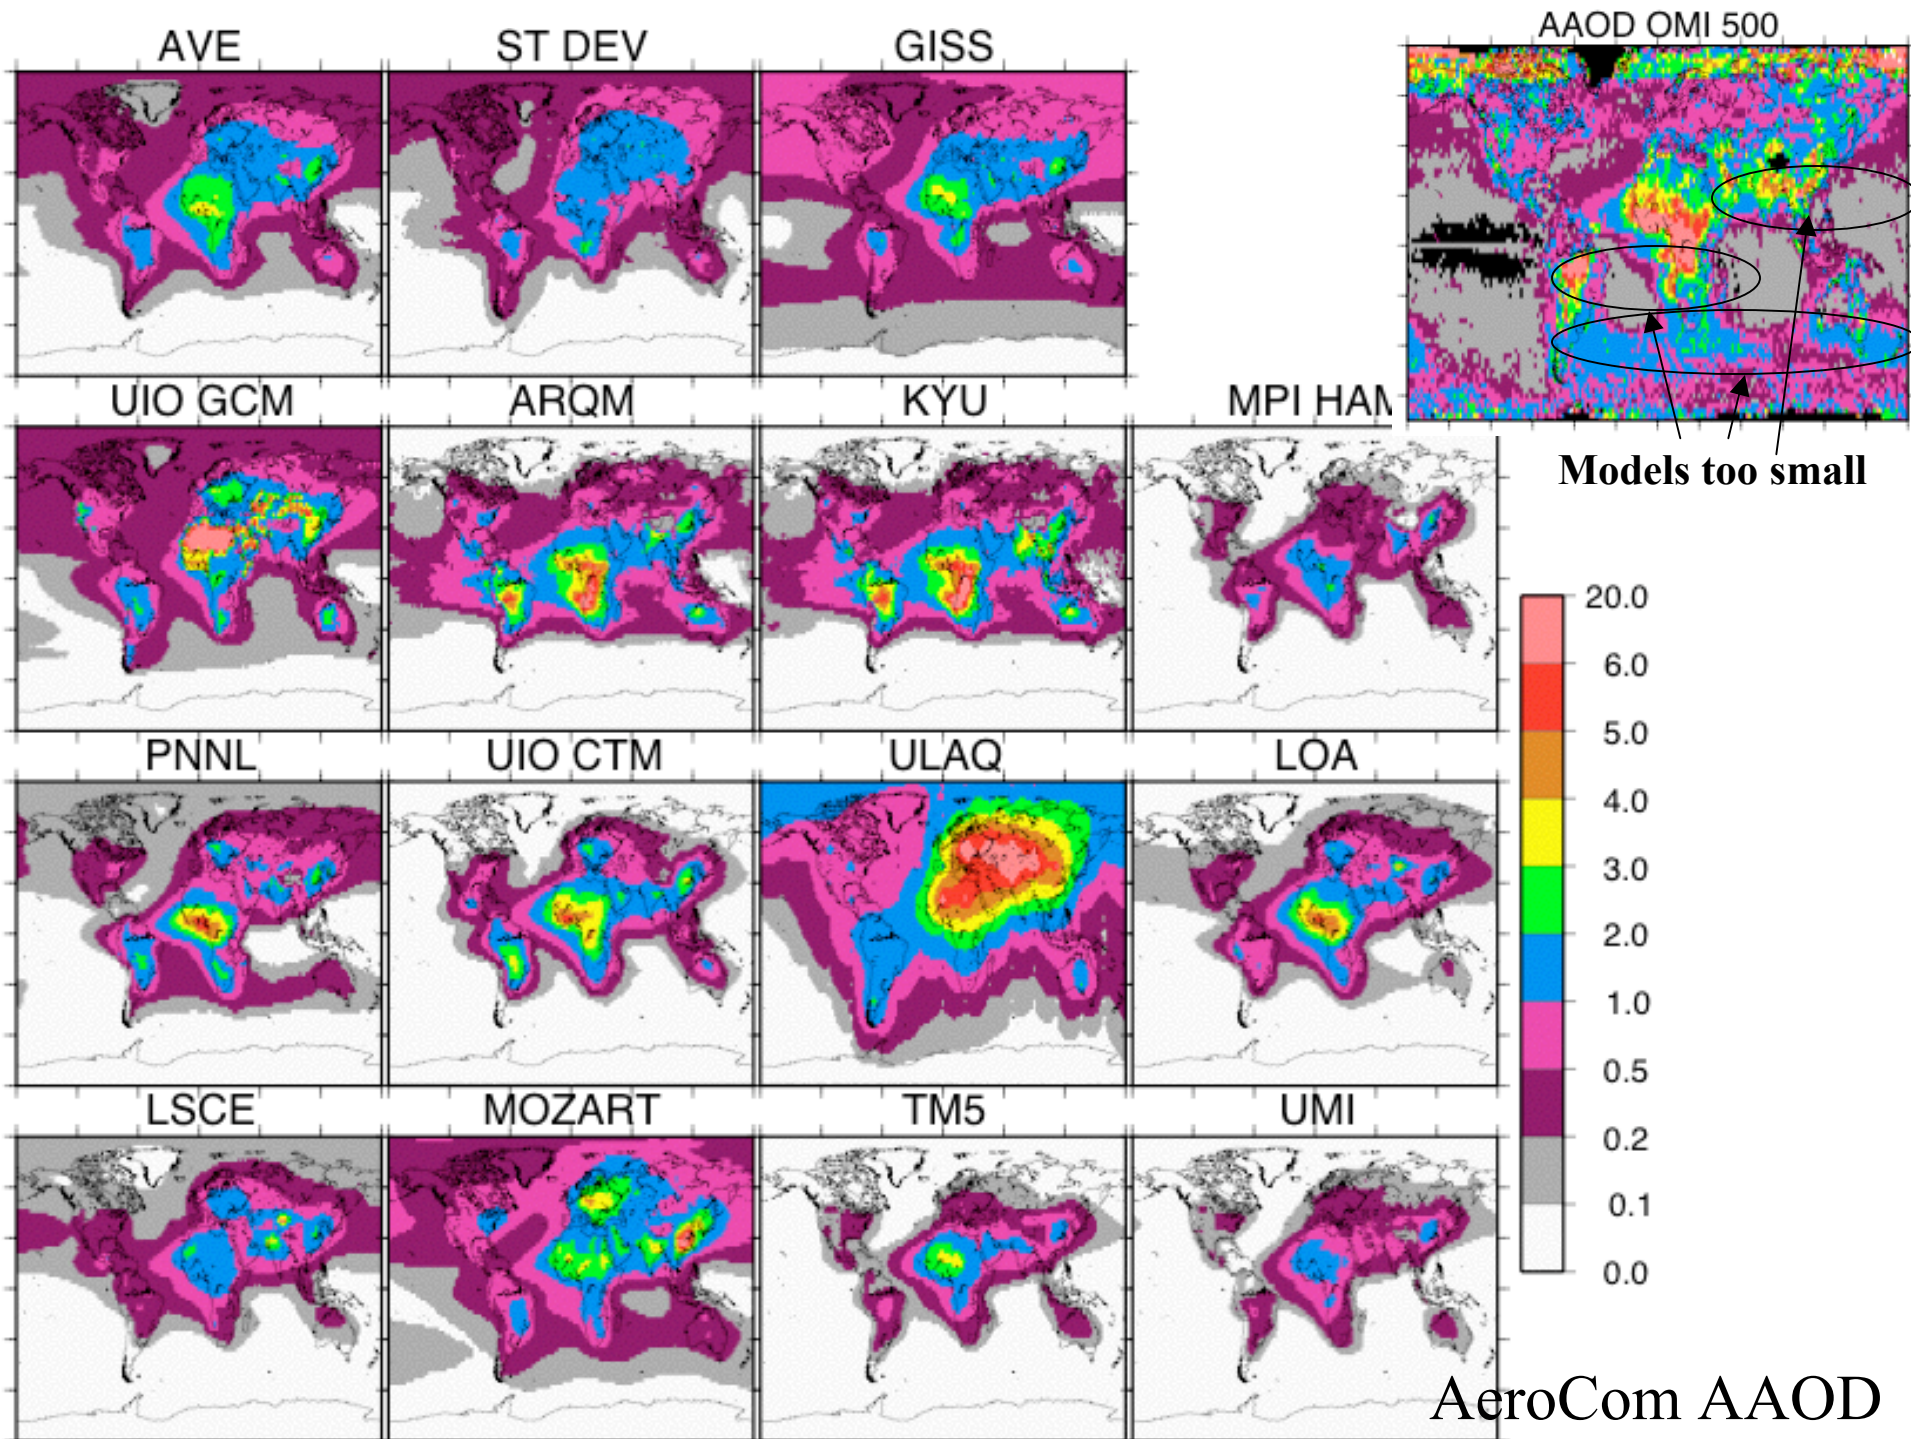 AVE
ST DEV
GISS
AAOD OMI 500
UIO GCM
ARQM
KYU
MPI HAM
Models too small
PNNL
UIO CTM
ULAQ
LOA
LSCE
MOZART
TM5
UMI
20.0
6.0
5.0
4.0
3.0
2.0
1.0
0.5
0.2
0.1
0.0
AeroCom AAOD